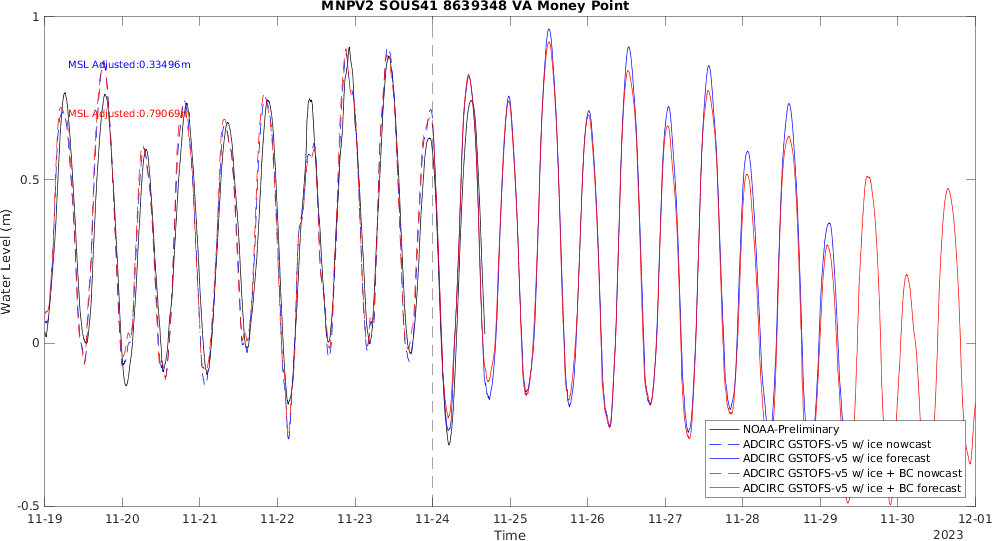 MNPV2 SOUS41 8639348 VA Money Point
MSL Adjusted:0.33496m
MSL Adjusted:0.79069m
Water Level (m)
1
0.5
0
-0.5
11-19 11-20 11-21 11-22 11-23 11-24 11-25 11-26 11-27 11-28 11-29 11-30 12-01
Time
2023
NOAA-Preliminary
ADCIRC GSTOFS-v5 w/ ice nowcast
ADCIRC GSTOFS-v5 w/ ice forecast
ADCIRC GSTOFS-v5 w/ ice + BC nowcast
ADCIRC GSTOFS-v5 w/ ice + BC forecast